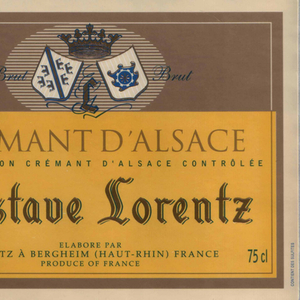 Brut Brut
L
MANT D'ALSACE
ON CRÉMANT D'ALSACE CONTRÔLÉE
stave Lorentz
ELABORE PAR
TZ À BERGHEIM (HAUT-RHIN) FRANCE
PRODUCE OF FRANCE
75 cl